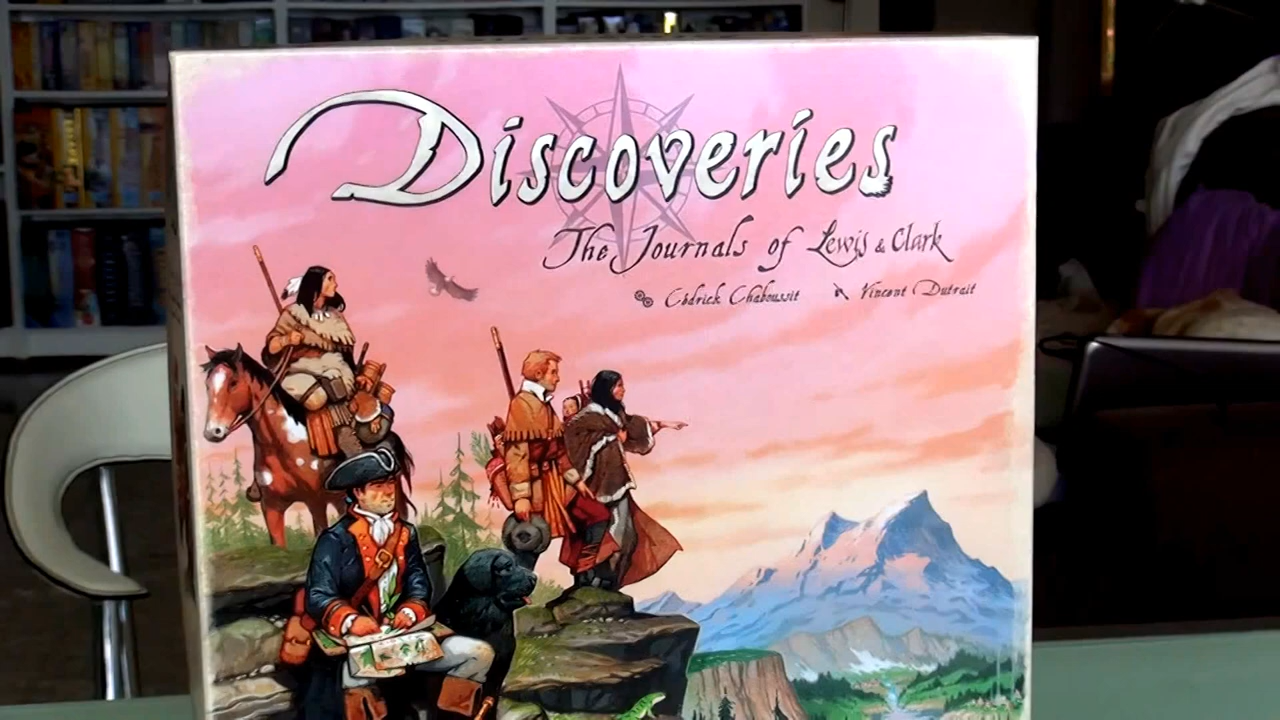 Discoveries
The Journals of Lewis & Clark
Cédrick Chaboussit Vincent Dutrait